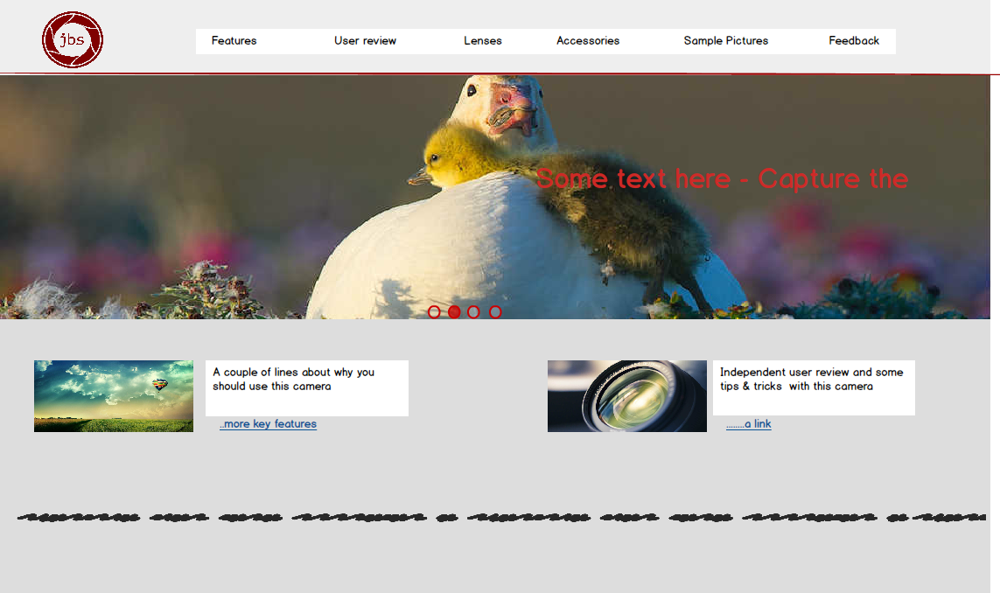 jbs
Features User review Lenses Accessories Sample Pictures Feedback
Some text here - Capture the
A couple of lines about why you
should use this camera
..more key features
Independent user review and some
tips & tricks with this camera
........a link